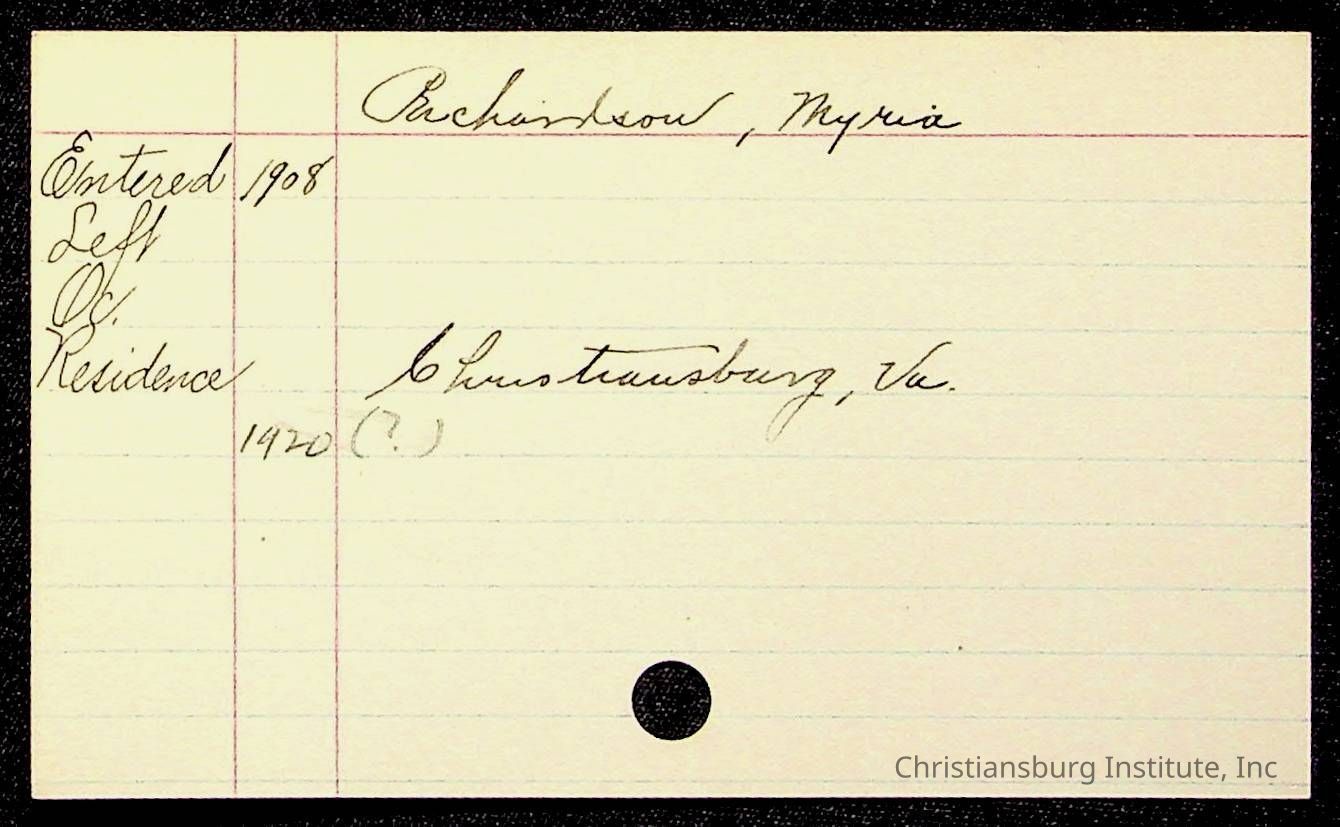 Richardson, Myria
Entered 1908
Left
Oc.
Residence Christiansburg, Va.
1920 (?.)
Christiansburg Institute, Inc